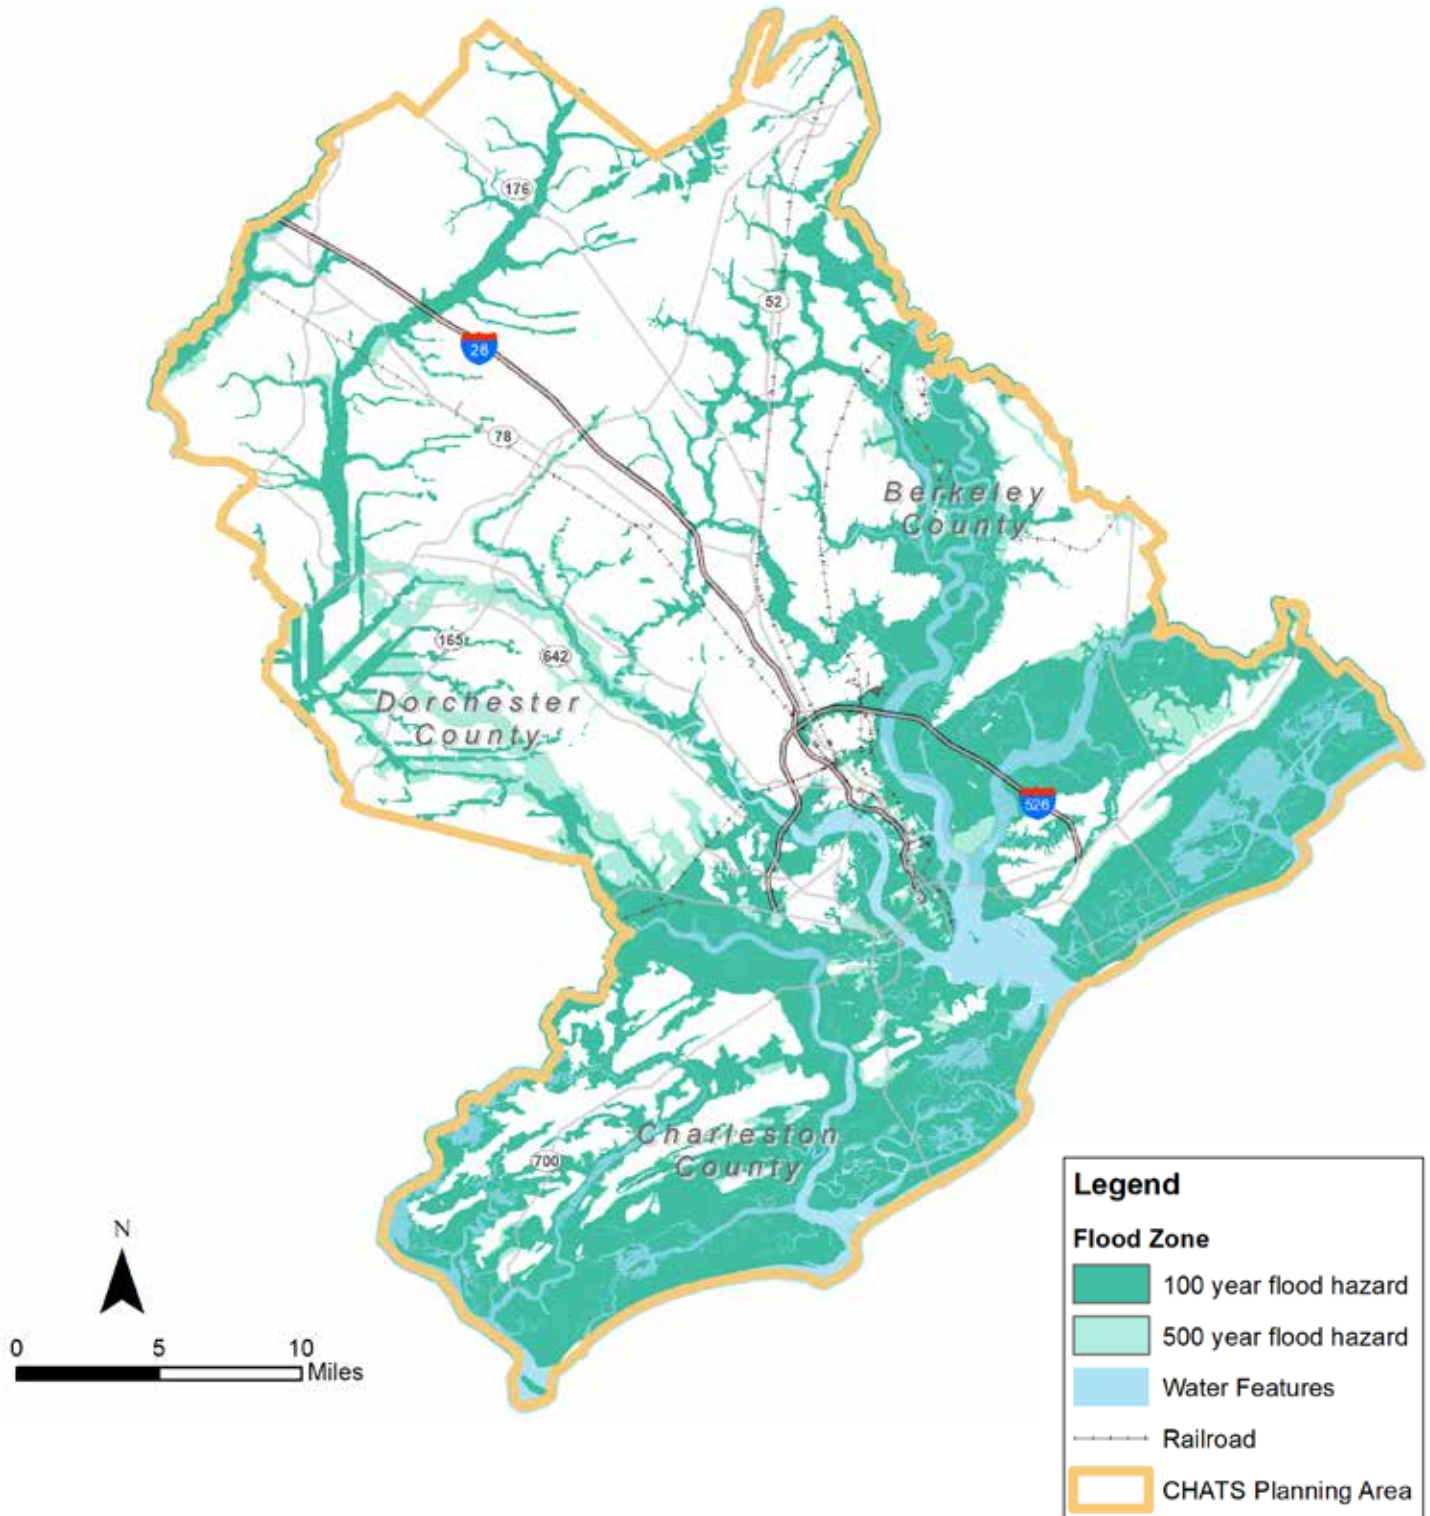 176
52
26
78
Berkeley
County
165
642
Dorchester
County
526
Charleston
County
700
N
0 5 10
Miles
Legend
Flood Zone
100 year flood hazard
500 year flood hazard
Water Features
Railroad
CHATS Planning Area